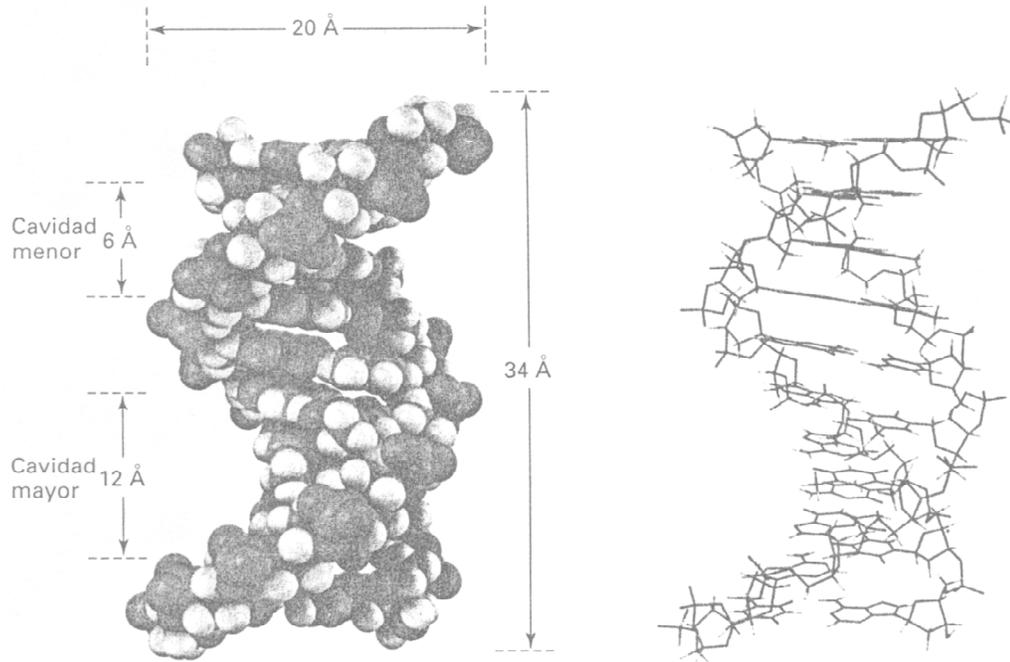 20 Å
Cavidad
menor
6 Å
34 Å
Cavidad
mayor
12 Å